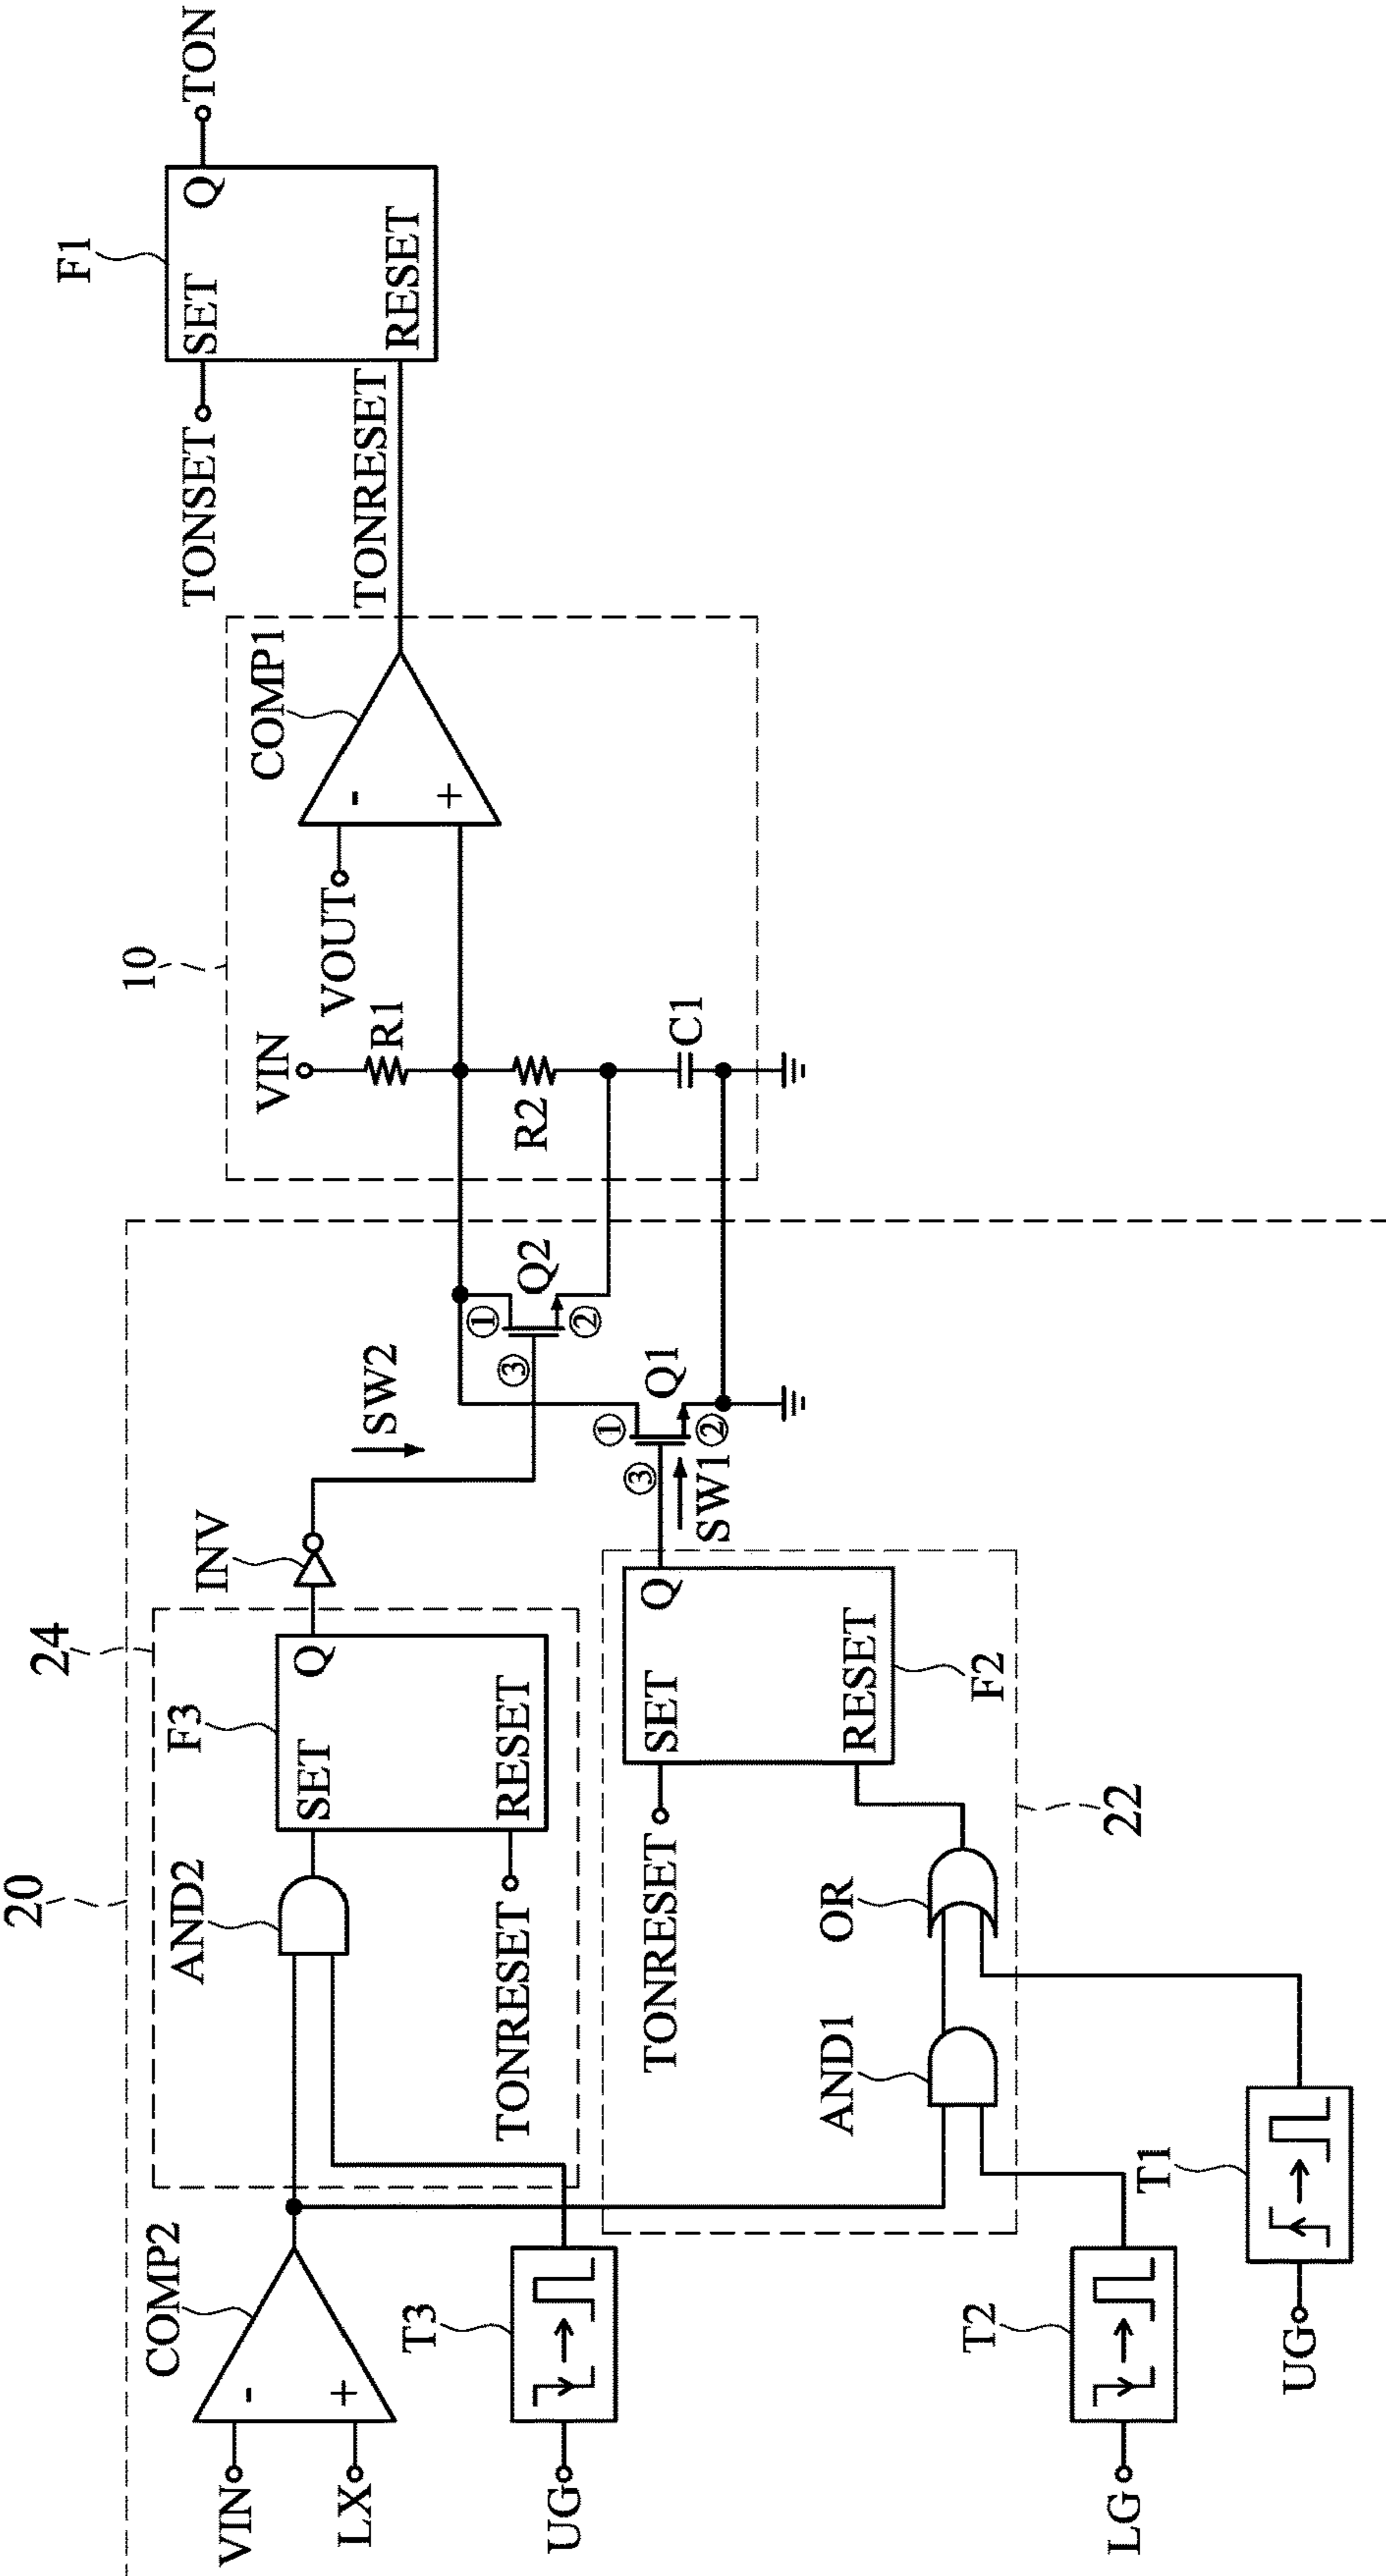 20
24
COMP2
VIN
-
LX
+
AND2
F3
SET
Q
RESET
TONRESET
INV
SW2
T3
UG
22
TONRESET
SET
Q
RESET
F2
AND1
OR
T2
LG
T1
UG
SW1
Q1
①
②
③
Q2
①
②
③
10
VIN
R1
R2
C1
VOUT
COMP1
-
+
TONRESET
TONSET
F1
SET
Q
RESET
TON